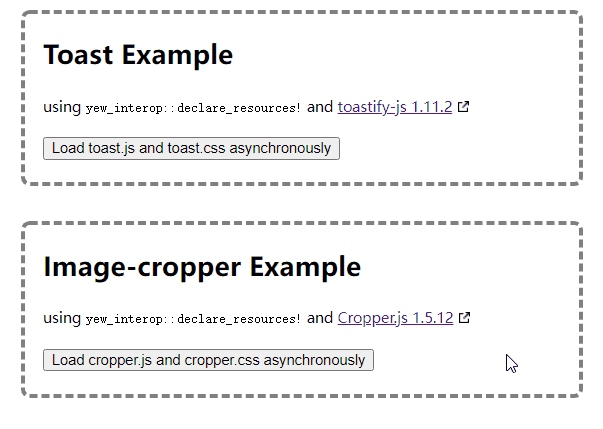 Toast Example
using yew_interop::declare_resources! and toastify-js 1.11.2
Load toast.js and toast.css asynchronously
Image-cropper Example
using yew_interop::declare_resources! and Cropper.js 1.5.12
Load cropper.js and cropper.css asynchronously